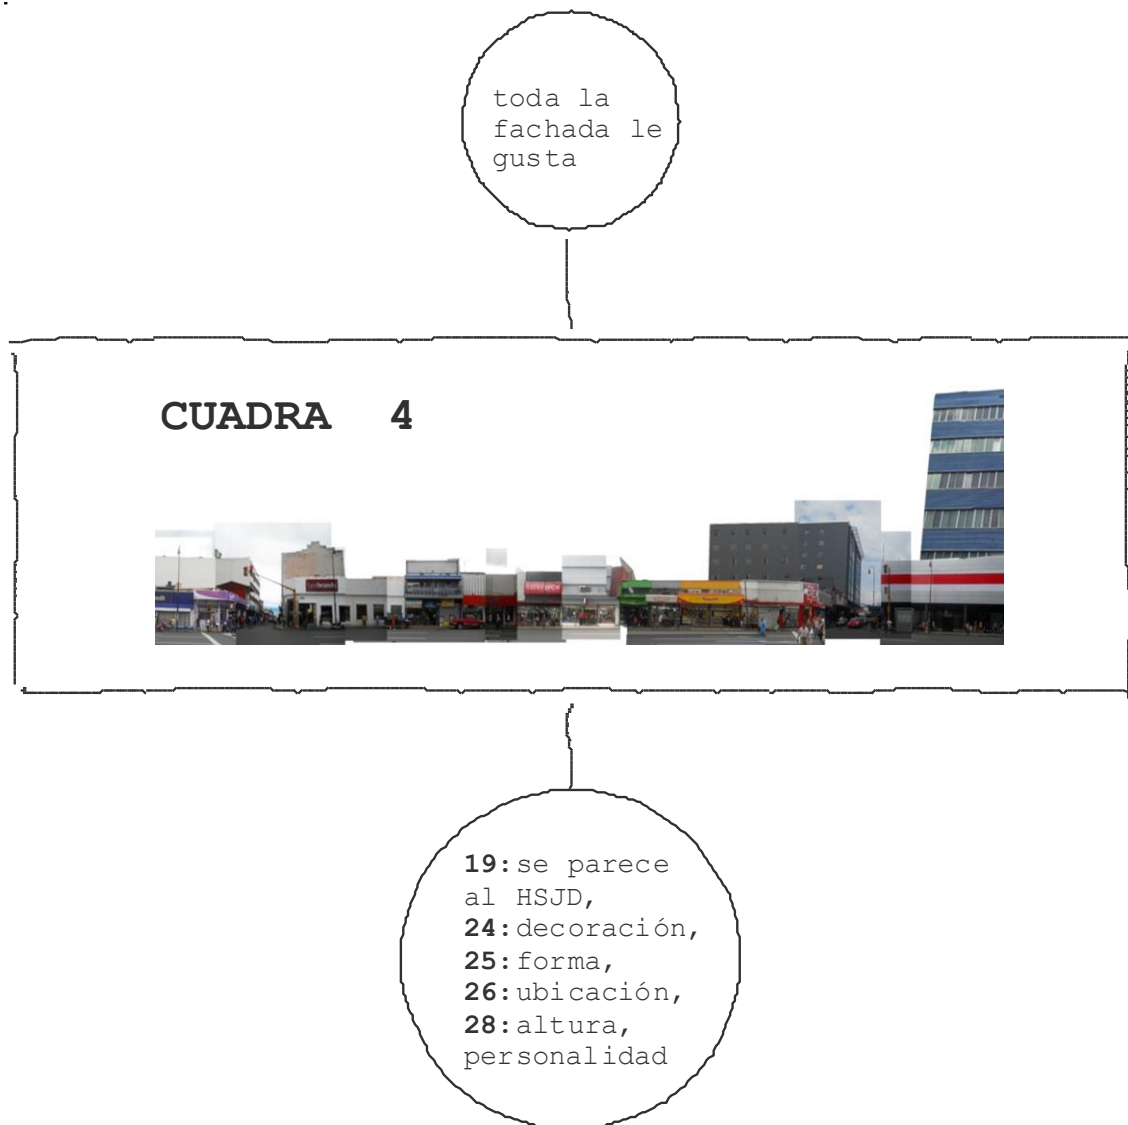 toda la
fachada le
gusta
CUADRA 4
19:se parece
al HSJD,
24:decoración,
25:forma,
26:ubicación,
28:altura,
personalidad